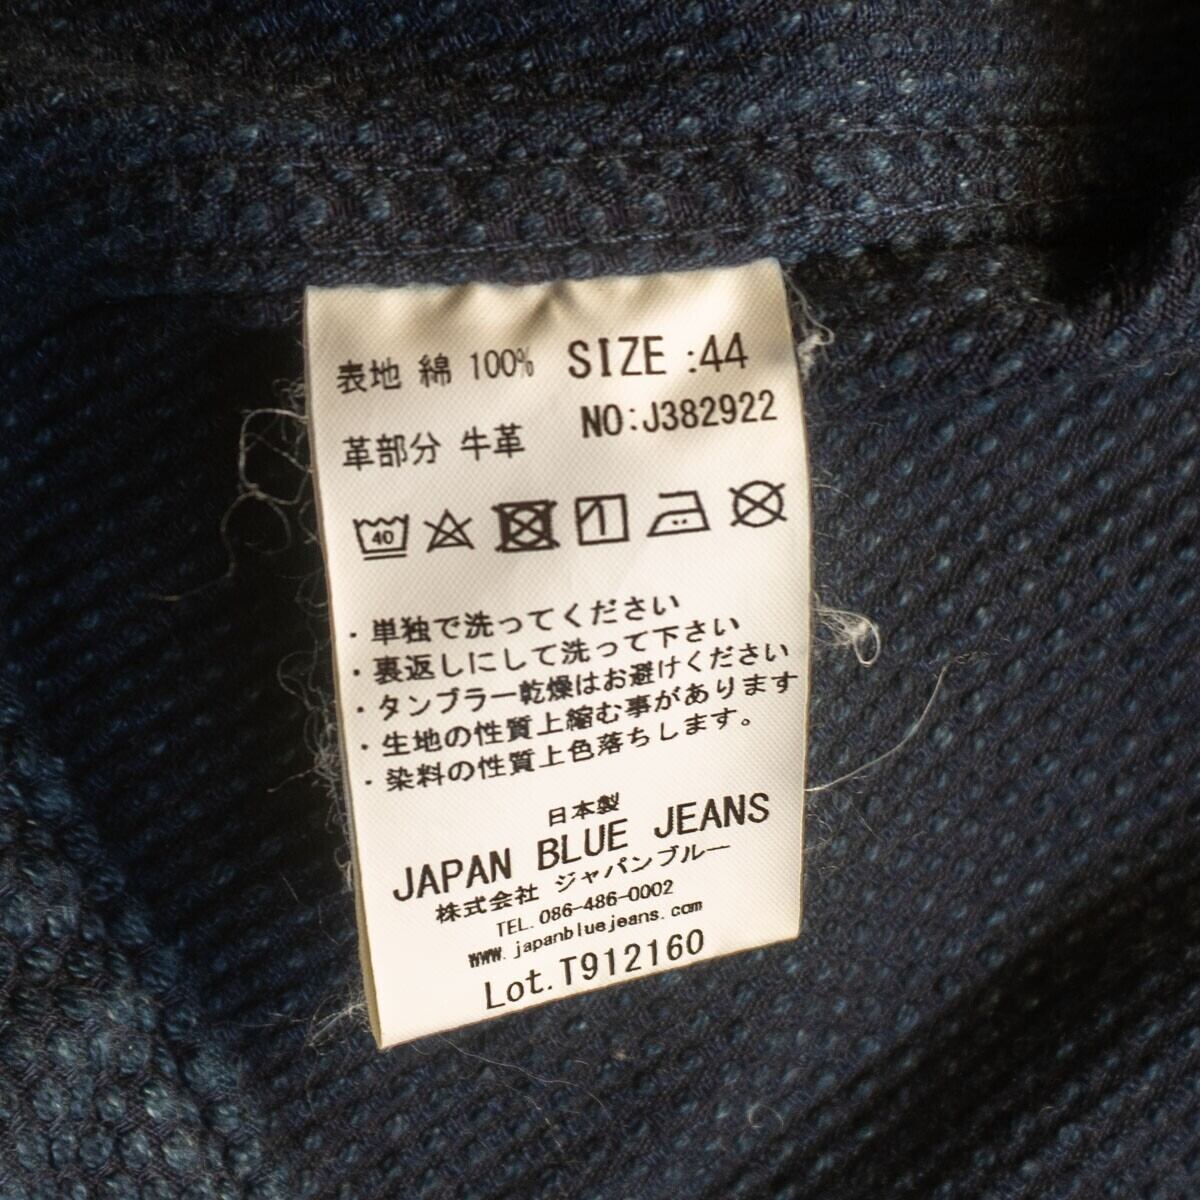 表地 綿 100% SIZE :44
革部分 牛革 NO:J382922
40
・単独で洗ってください
・裏返しにして洗って下さい
・タンブラー乾燥はお避けください
・生地の性質上縮む事があります
・染料の性質上色落ちします。
日本製
JAPAN BLUE JEANS
株式会社 ジャパンブルー
TEL. 086-486-0002
www.japanbluejeans.com
Lot.T912160